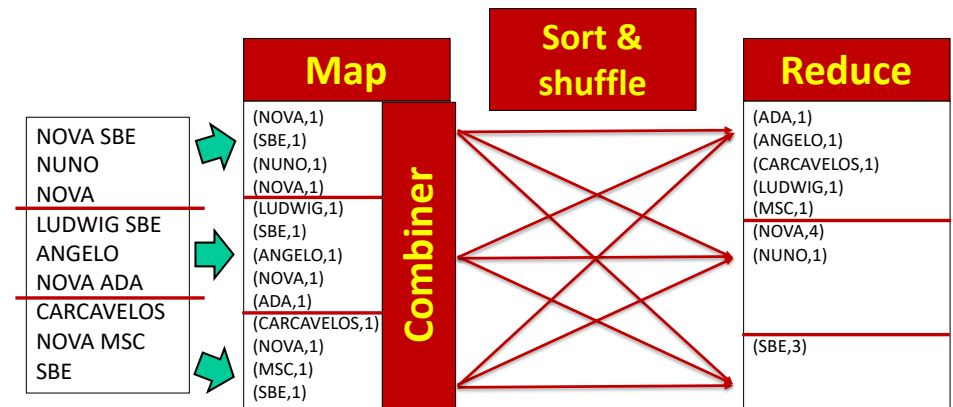 NOVA SBE
NUNO
NOVA
LUDWIG SBE
ANGELO
NOVA ADA
CARCAVELOS
NOVA MSC
SBE
Map
(NOVA,1)
(SBE,1)
(NUNO,1)
(NOVA,1)
(LUDWIG,1)
(SBE,1)
(ANGELO,1)
(NOVA,1)
(ADA,1)
(CARCAVELOS,1)
(NOVA,1)
(MSC,1)
(SBE,1)
Combiner
Sort &
shuffle
Reduce
(ADA,1)
(ANGELO,1)
(CARCAVELOS,1)
(LUDWIG,1)
(MSC,1)
(NOVA,4)
(NUNO,1)
(SBE,3)